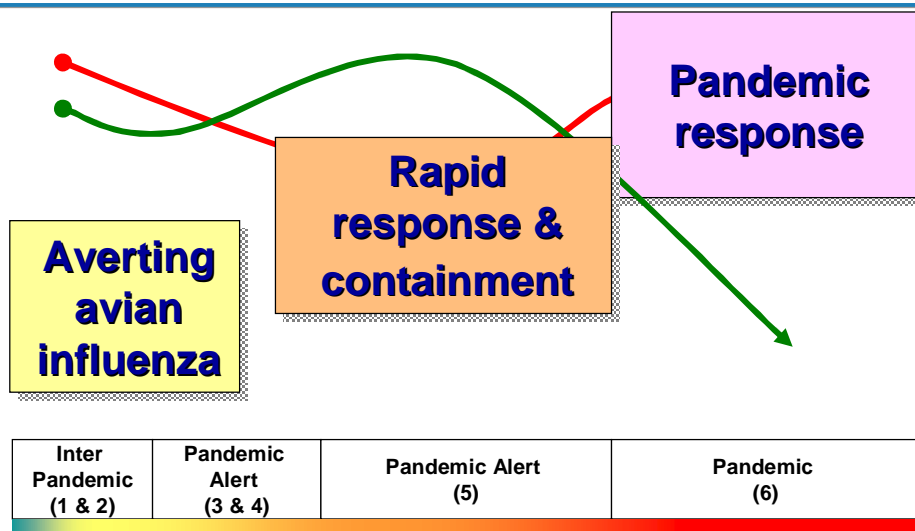 Pandemic
response
Rapid
response &
containment
Averting
avian
influenza
Inter
Pandemic
(1 & 2)
Pandemic
Alert
(3 & 4)
Pandemic Alert
(5)
Pandemic
(6)